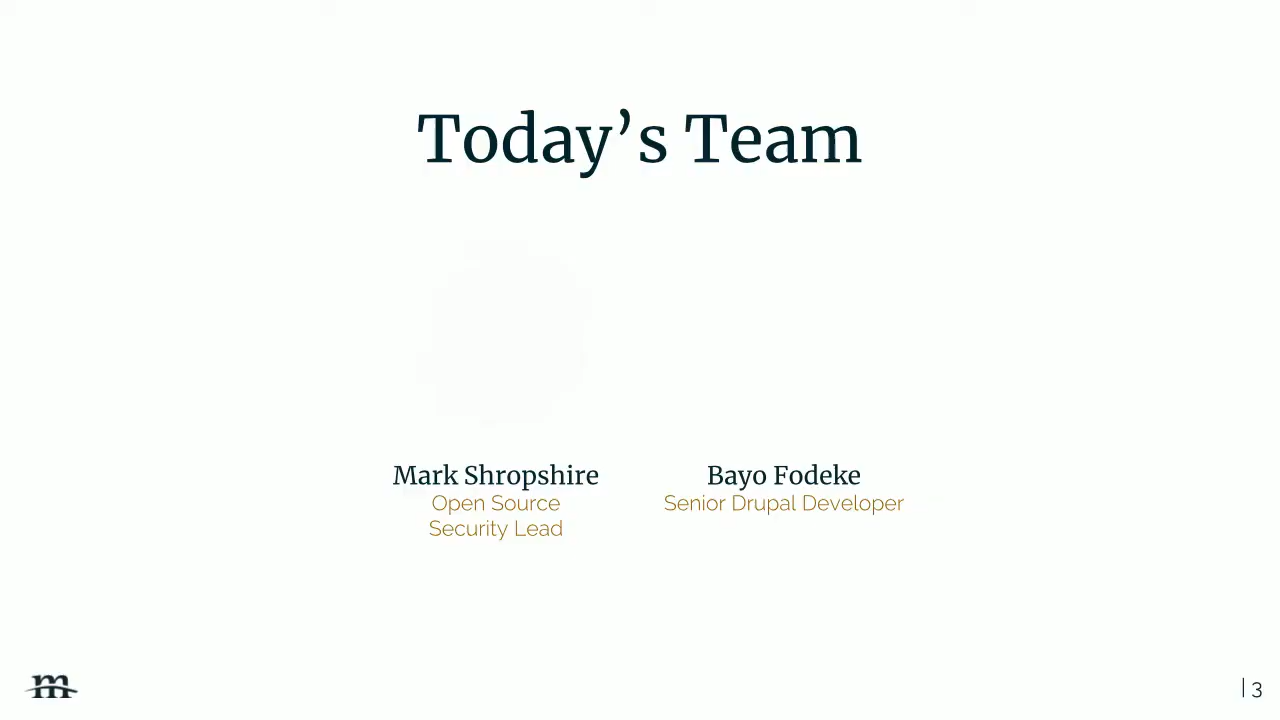 Today’s Team
Mark Shropshire
Open Source
Security Lead
Bayo Fodeke
Senior Drupal Developer
m
| 3